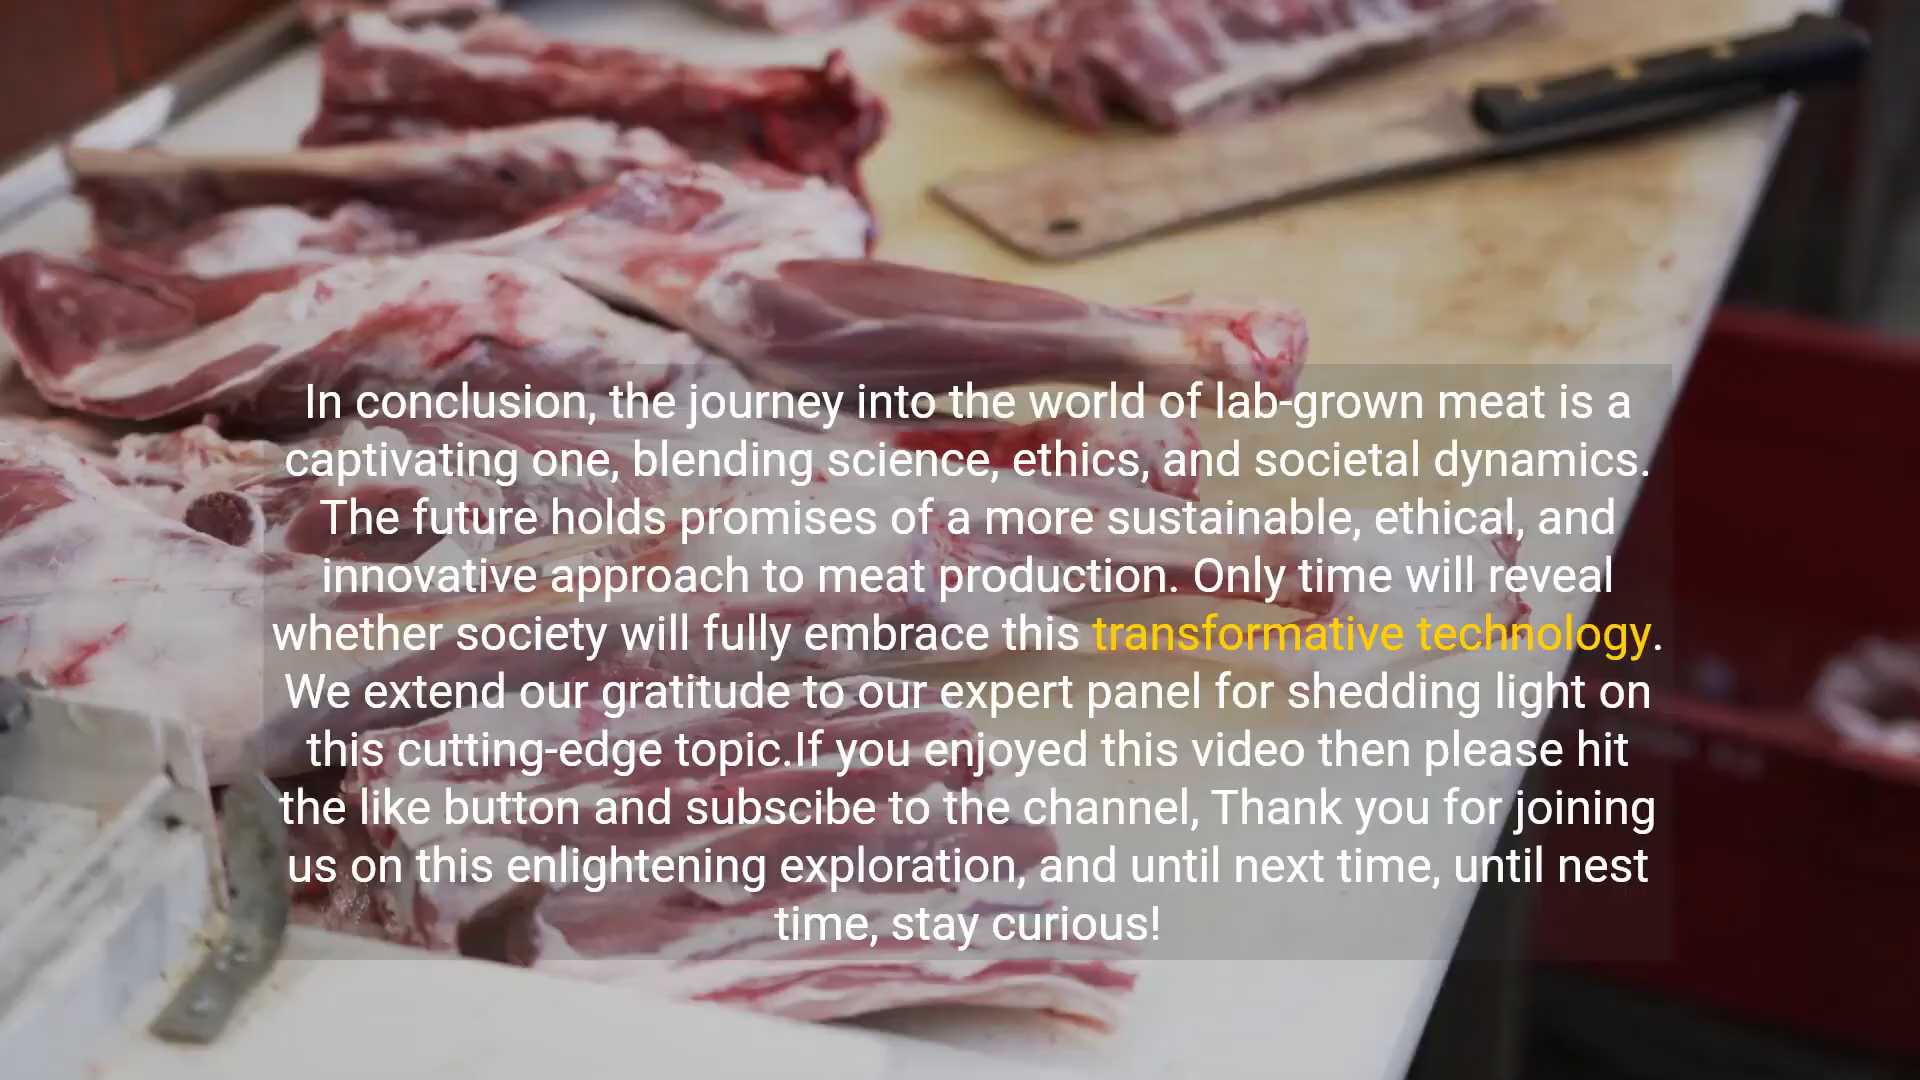 In conclusion, the journey into the world of lab-grown meat is a
captivating one, blending science, ethics, and societal dynamics.
The future holds promises of a more sustainable, ethical, and
innovative approach to meat production. Only time will reveal
whether society will fully embrace this transformative technology.
We extend our gratitude to our expert panel for shedding light on
this cutting-edge topic.If you enjoyed this video then please hit
the like button and subscibe to the channel, Thank you for joining
us on this enlightening exploration, and until next time, until nest
time, stay curious!